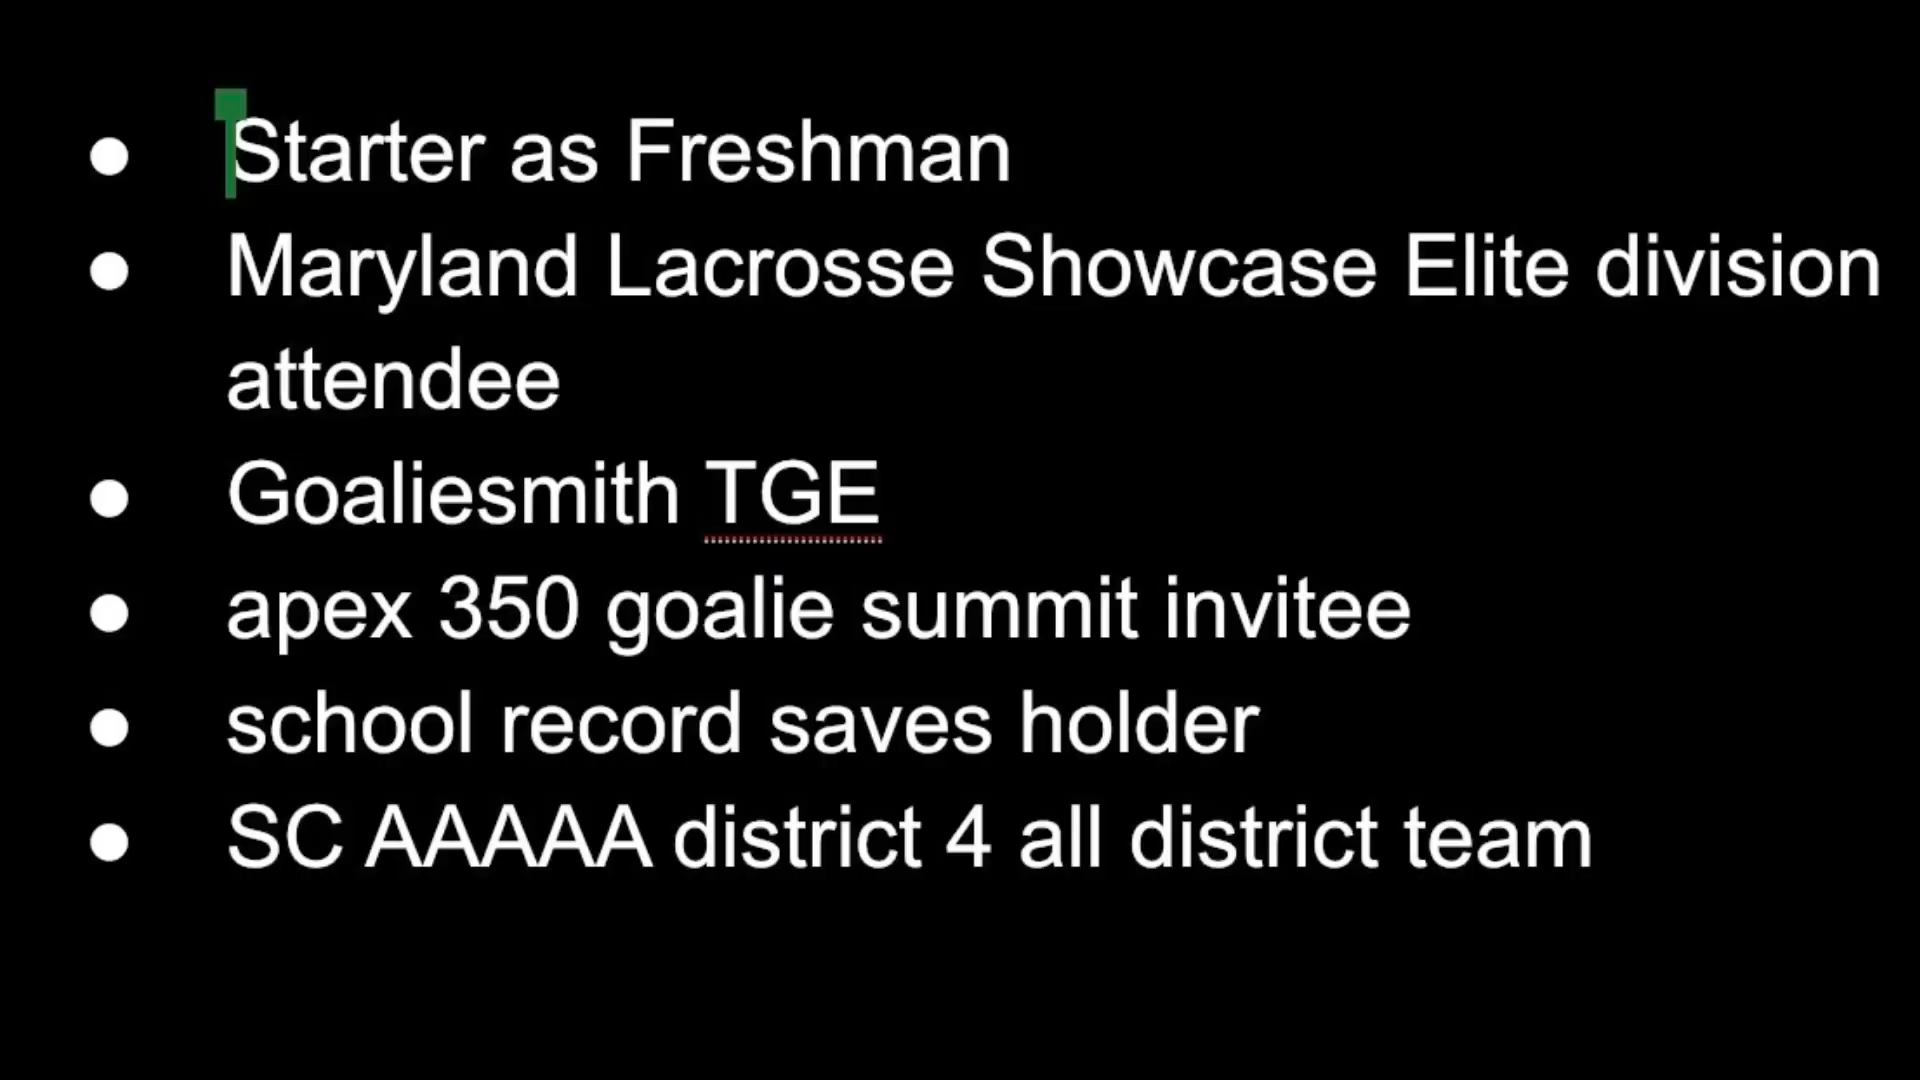 ● Starter as Freshman
● Maryland Lacrosse Showcase Elite division
attendee
● Goaliesmith TGE
● apex 350 goalie summit invitee
● school record saves holder
● SC AAAAA district 4 all district team